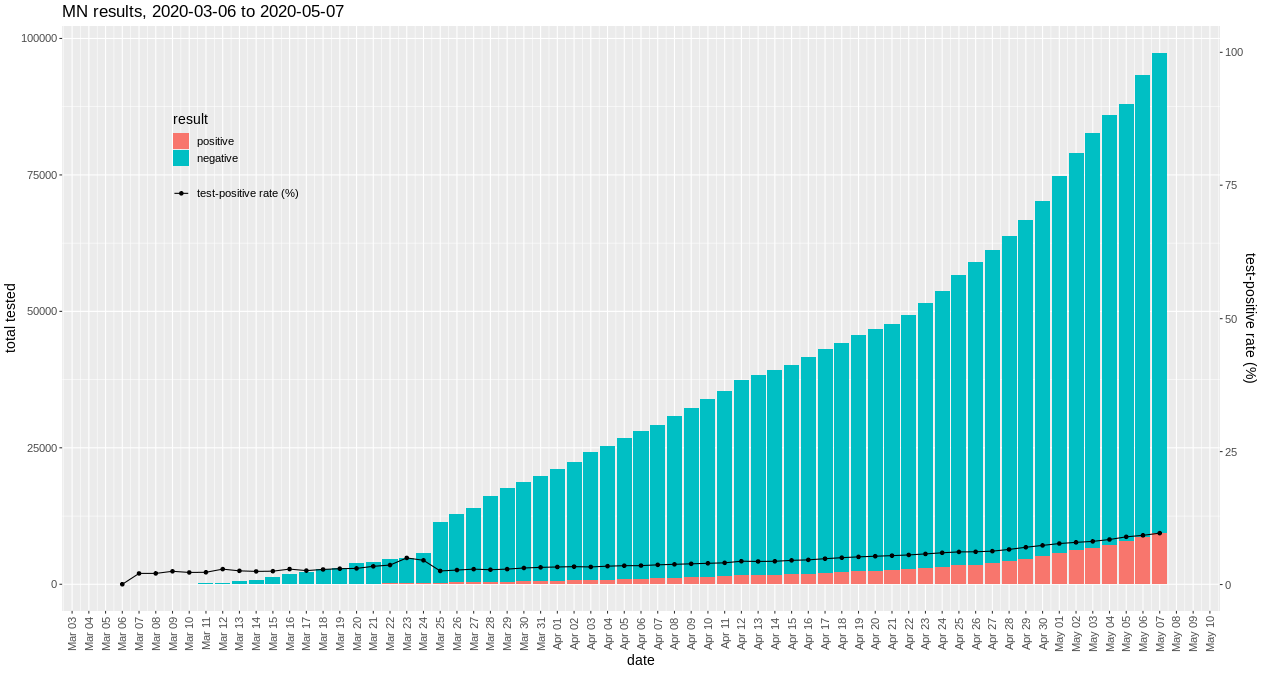 MN results, 2020-03-06 to 2020-05-07
100000
75000
50000
25000
0
total tested
result
positive
negative
test-positive rate (%)
100
75
50
25
0
test-positive rate (%)
Mar 03
Mar 04
Mar 05
Mar 06
Mar 07
Mar 08
Mar 09
Mar 10
Mar 11
Mar 12
Mar 13
Mar 14
Mar 15
Mar 16
Mar 17
Mar 18
Mar 19
Mar 20
Mar 21
Mar 22
Mar 23
Mar 24
Mar 25
Mar 26
Mar 27
Mar 28
Mar 29
Mar 30
Mar 31
Apr 01
Apr 02
Apr 03
Apr 04
Apr 05
Apr 06
Apr 07
Apr 08
Apr 09
Apr 10
Apr 11
Apr 12
Apr 13
Apr 14
Apr 15
Apr 16
Apr 17
Apr 18
Apr 19
Apr 20
Apr 21
Apr 22
Apr 23
Apr 24
Apr 25
Apr 26
Apr 27
Apr 28
Apr 29
Apr 30
May 01
May 02
May 03
May 04
May 05
May 06
May 07
May 08
May 09
May 10
date